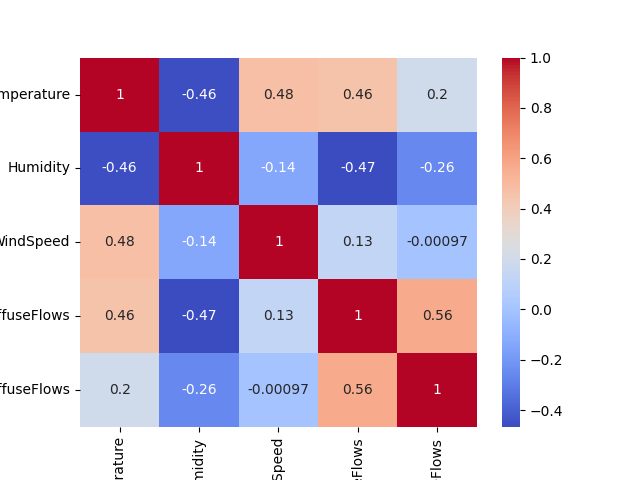 mperature 1 -0.46 0.48 0.46 0.2
Humidity -0.46 1 -0.14 -0.47 -0.26
WindSpeed 0.48 -0.14 1 0.13 -0.00097
ffuseFlows 0.46 -0.47 0.13 1 0.56
ffuseFlows 0.2 -0.26 -0.00097 0.56 1
rature
midity
Speed
eFlows
eFlows
1.0
0.8
0.6
0.4
0.2
0.0
−0.2
−0.4